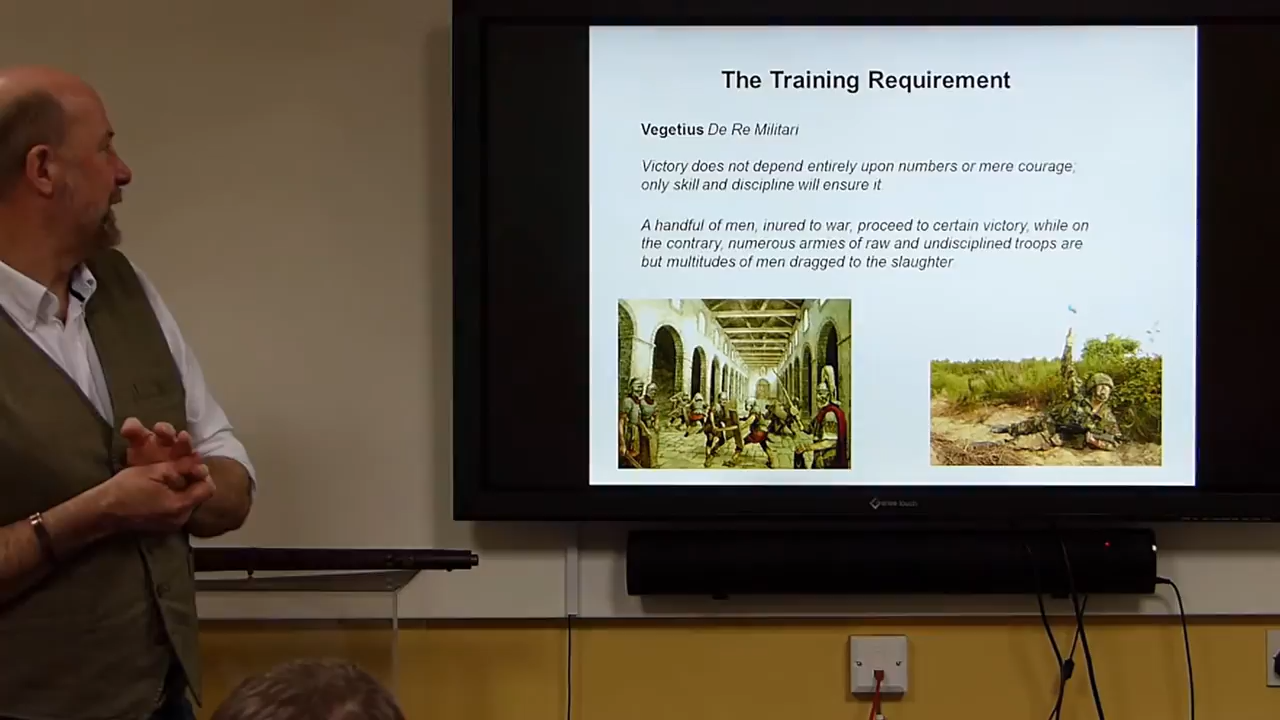 The Training Requirement
Vegetius De Re Militari
Victory does not depend entirely upon numbers or mere courage;
only skill and discipline will ensure it.
A handful of men, inured to war, proceed to certain victory, while on
the contrary, numerous armies of raw and undisciplined troops are
but multitudes of men dragged to the slaughter
touch